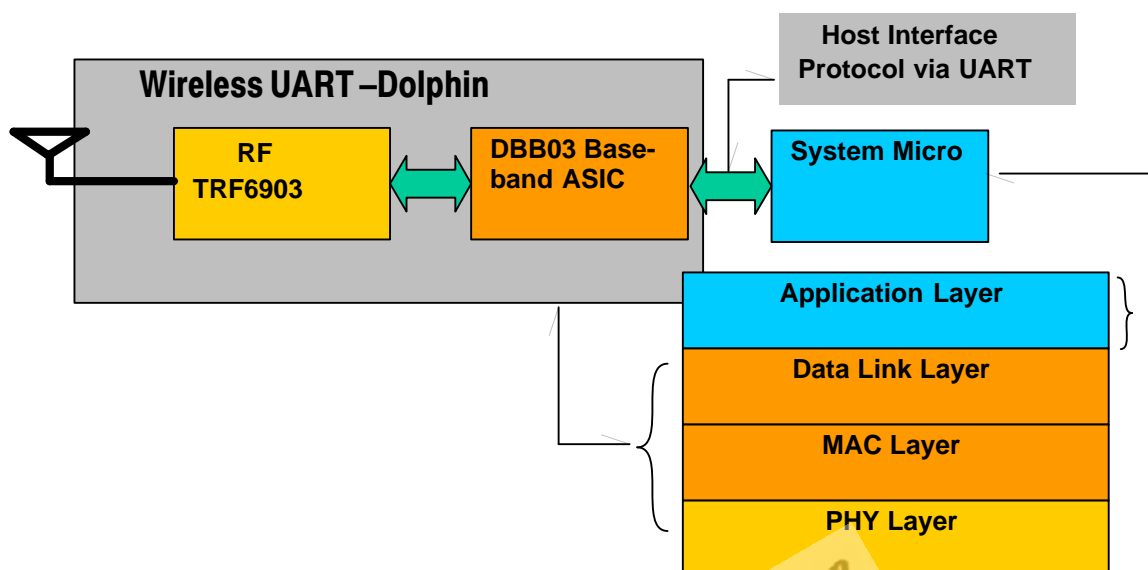 Host Interface
Protocol via UART
Wireless UART –Dolphin
RF
TRF6903
DBB03 Base-
band ASIC
System Micro
Application Layer
Data Link Layer
MAC Layer
PHY Layer